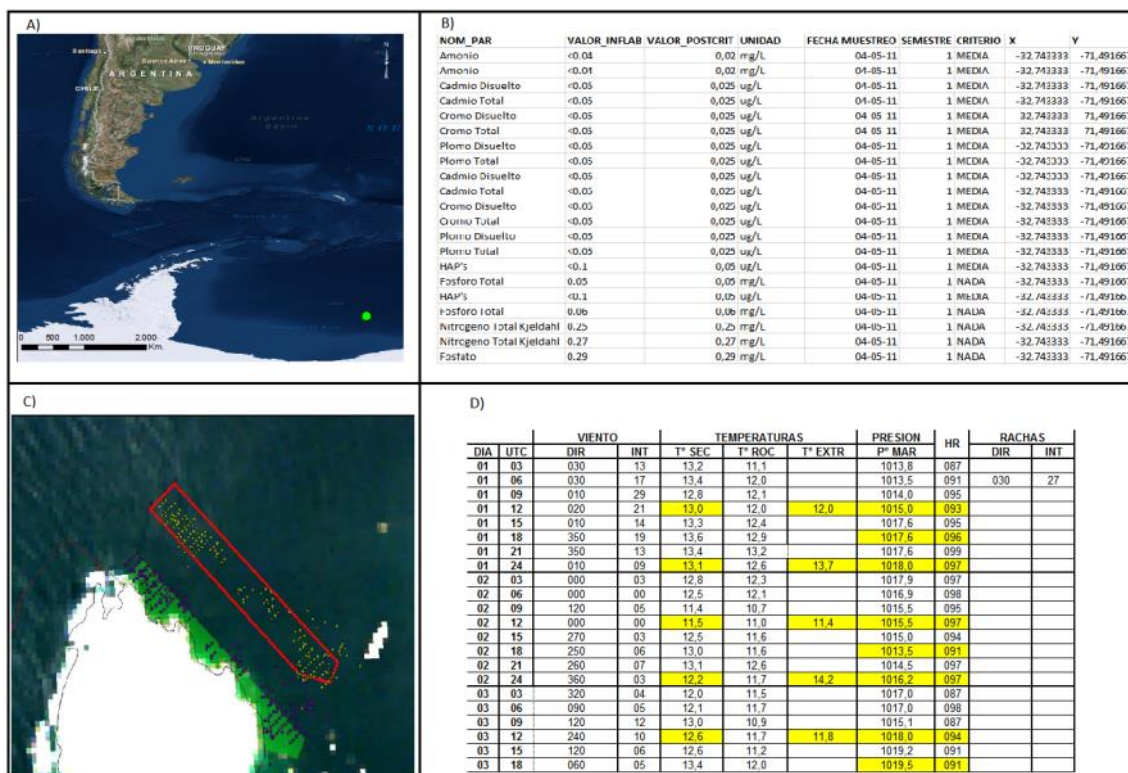 A)
Santiago
URUGUAY
Buenos Aires
Montevideo
ARGENTINA
CHILE
Argentine
Basin
N
0 500 1.000 2.000
Km.
B)
NOM_PAR VALOR_INFLAB VALOR_POSTCRIT UNIDAD FECHA MUESTREO SEMESTRE CRITERIO X Y
Amonio <0.04 0,02 mg/L 04-05-11 1 MEDIA -32,743333 -71,491667
Amonio <0.04 0,02 mg/L 04-05-11 1 MEDIA -32,743333 -71,491667
Cadmio Disuelto <0.05 0,025 ug/L 04-05-11 1 MEDIA -32,743333 -71,491667
Cadmio Total <0.05 0,025 ug/L 04-05-11 1 MEDIA -32,743333 -71,491667
Cromo Disuelto <0.05 0,025 ug/L 04-05-11 1 MEDIA -32,743333 -71,491667
Cromo Total <0.05 0,025 ug/L 04-05-11 1 MEDIA -32,743333 -71,491667
Plomo Disuelto <0.05 0,025 ug/L 04-05-11 1 MEDIA -32,743333 -71,491667
Plomo Total <0.05 0,025 ug/L 04-05-11 1 MEDIA -32,743333 -71,491667
Cadmio Disuelto <0.05 0,025 ug/L 04-05-11 1 MEDIA -32,743333 -71,491667
Cadmio Total <0.05 0,025 ug/L 04-05-11 1 MEDIA -32,743333 -71,491667
Cromo Disuelto <0.05 0,025 ug/L 04-05-11 1 MEDIA -32,743333 -71,491667
Cromo Total <0.05 0,025 ug/L 04-05-11 1 MEDIA -32,743333 -71,491667
Plomo Disuelto <0.05 0,025 ug/L 04-05-11 1 MEDIA -32,743333 -71,491667
Plomo Total <0.05 0,025 ug/L 04-05-11 1 MEDIA -32,743333 -71,491667
HAP's <0.1 0,05 ug/L 04-05-11 1 MEDIA -32,743333 -71,491667
Fosforo Total 0.05 0,05 mg/L 04-05-11 1 NADA -32,743333 -71,491667
HAP's <0.1 0,05 ug/L 04-05-11 1 MEDIA -32,743333 -71,491667
Fosforo Total 0.06 0,06 mg/L 04-05-11 1 NADA -32,743333 -71,491667
Nitrogeno Total Kjeldahl 0.25 0,25 mg/L 04-05-11 1 NADA -32,743333 -71,491667
Nitrogeno Total Kjeldahl 0.27 0,27 mg/L 04-05-11 1 NADA -32,743333 -71,491667
Fosfato 0.29 0,29 mg/L 04-05-11 1 NADA -32,743333 -71,491667
C)
D)
VIENTO TEMPERATURAS PRESION HR RACHAS
DIA UTC DIR INT T° SEC T° ROC T° EXTR P° MAR DIR INT
01 03 030 13 13,2 11,1 1013,8 087
01 06 030 17 13,4 12,0 1013,5 091 030 27
01 09 010 29 12,8 12,1 1014,0 095
01 12 020 21 13,0 12,0 12,0 1015,0 093
01 15 010 14 13,3 12,4 1017,6 095
01 18 350 19 13,6 12,9 1017,6 096
01 21 350 13 13,4 13,2 1017,6 099
01 24 010 09 13,1 12,6 13,7 1018,0 097
02 03 000 03 12,8 12,3 1017,9 097
02 06 000 00 12,5 12,1 1016,9 098
02 09 120 05 11,4 10,7 1015,5 095
02 12 000 00 11,5 11,0 11,4 1015,5 097
02 15 270 03 12,5 11,6 1015,0 094
02 18 250 06 13,0 11,6 1013,5 091
02 21 260 07 13,1 12,6 1014,5 097
02 24 360 03 12,2 11,7 14,2 1016,2 097
03 03 320 04 12,0 11,5 1017,0 087
03 06 090 05 12,1 11,7 1017,0 098
03 09 120 12 13,0 10,9 1015,1 087
03 12 240 10 12,6 11,7 11,8 1018,0 094
03 15 120 06 12,6 11,2 1019,2 091
03 18 060 05 13,4 12,0 1019,5 091